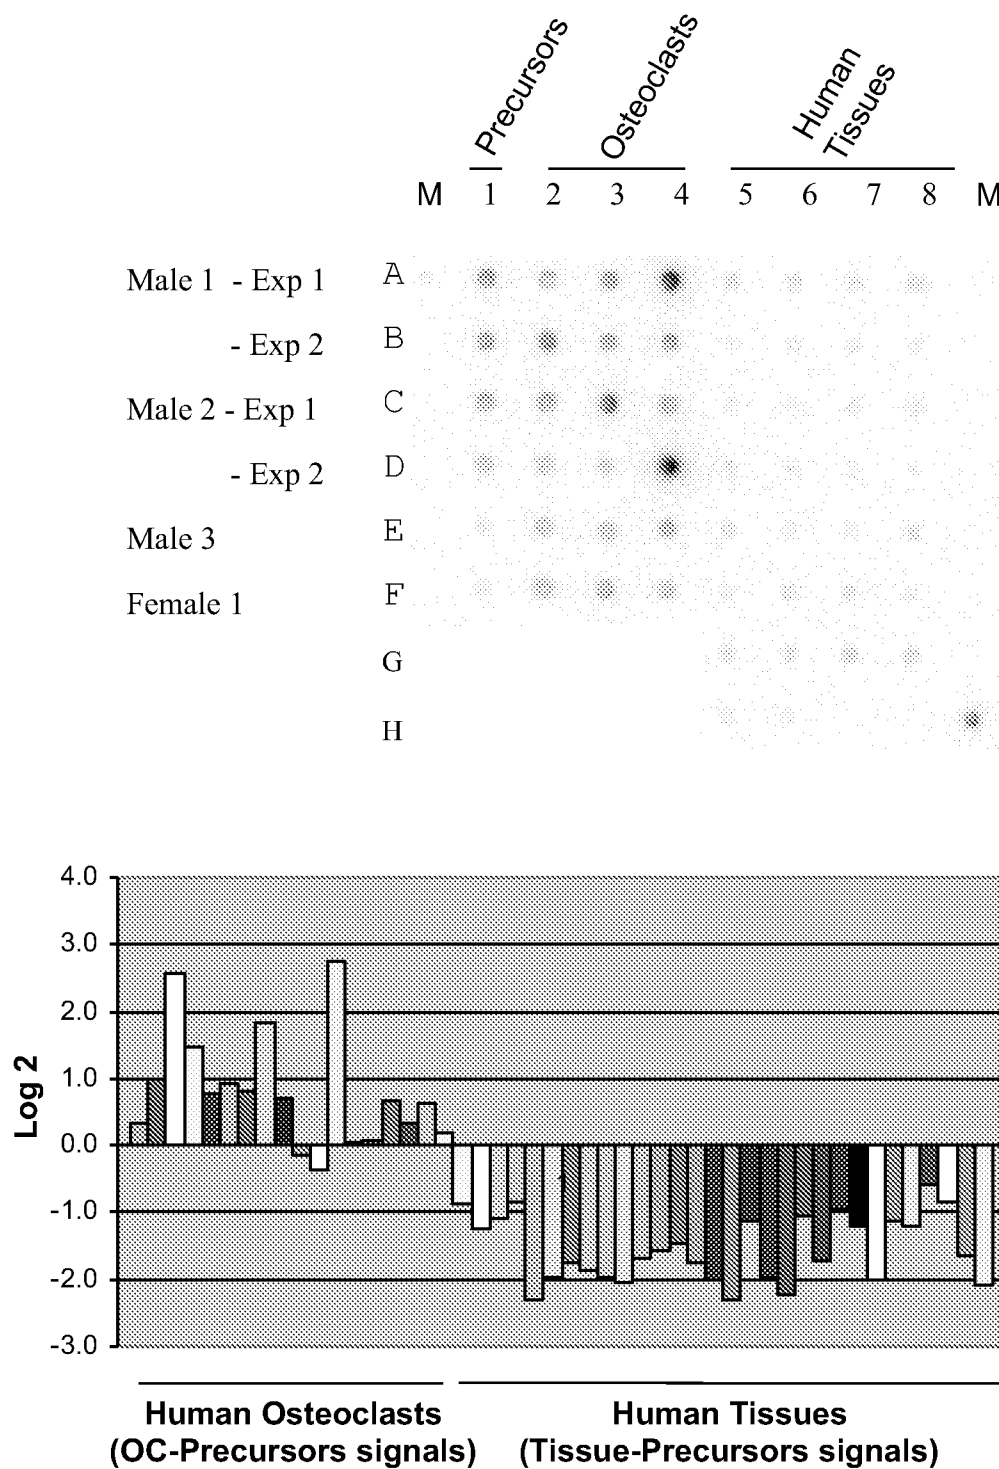 Precursors
Osteoclasts
Human
Tissues
M 1 2 3 4 5 6 7 8 M
Male 1 - Exp 1 A
- Exp 2 B
Male 2 - Exp 1 C
- Exp 2 D
Male 3 E
Female 1 F
G
H
4.0
3.0
2.0
1.0
0.0
-1.0
-2.0
-3.0
Log 2
Human Osteoclasts
(OC-Precursors signals)
Human Tissues
(Tissue-Precursors signals)